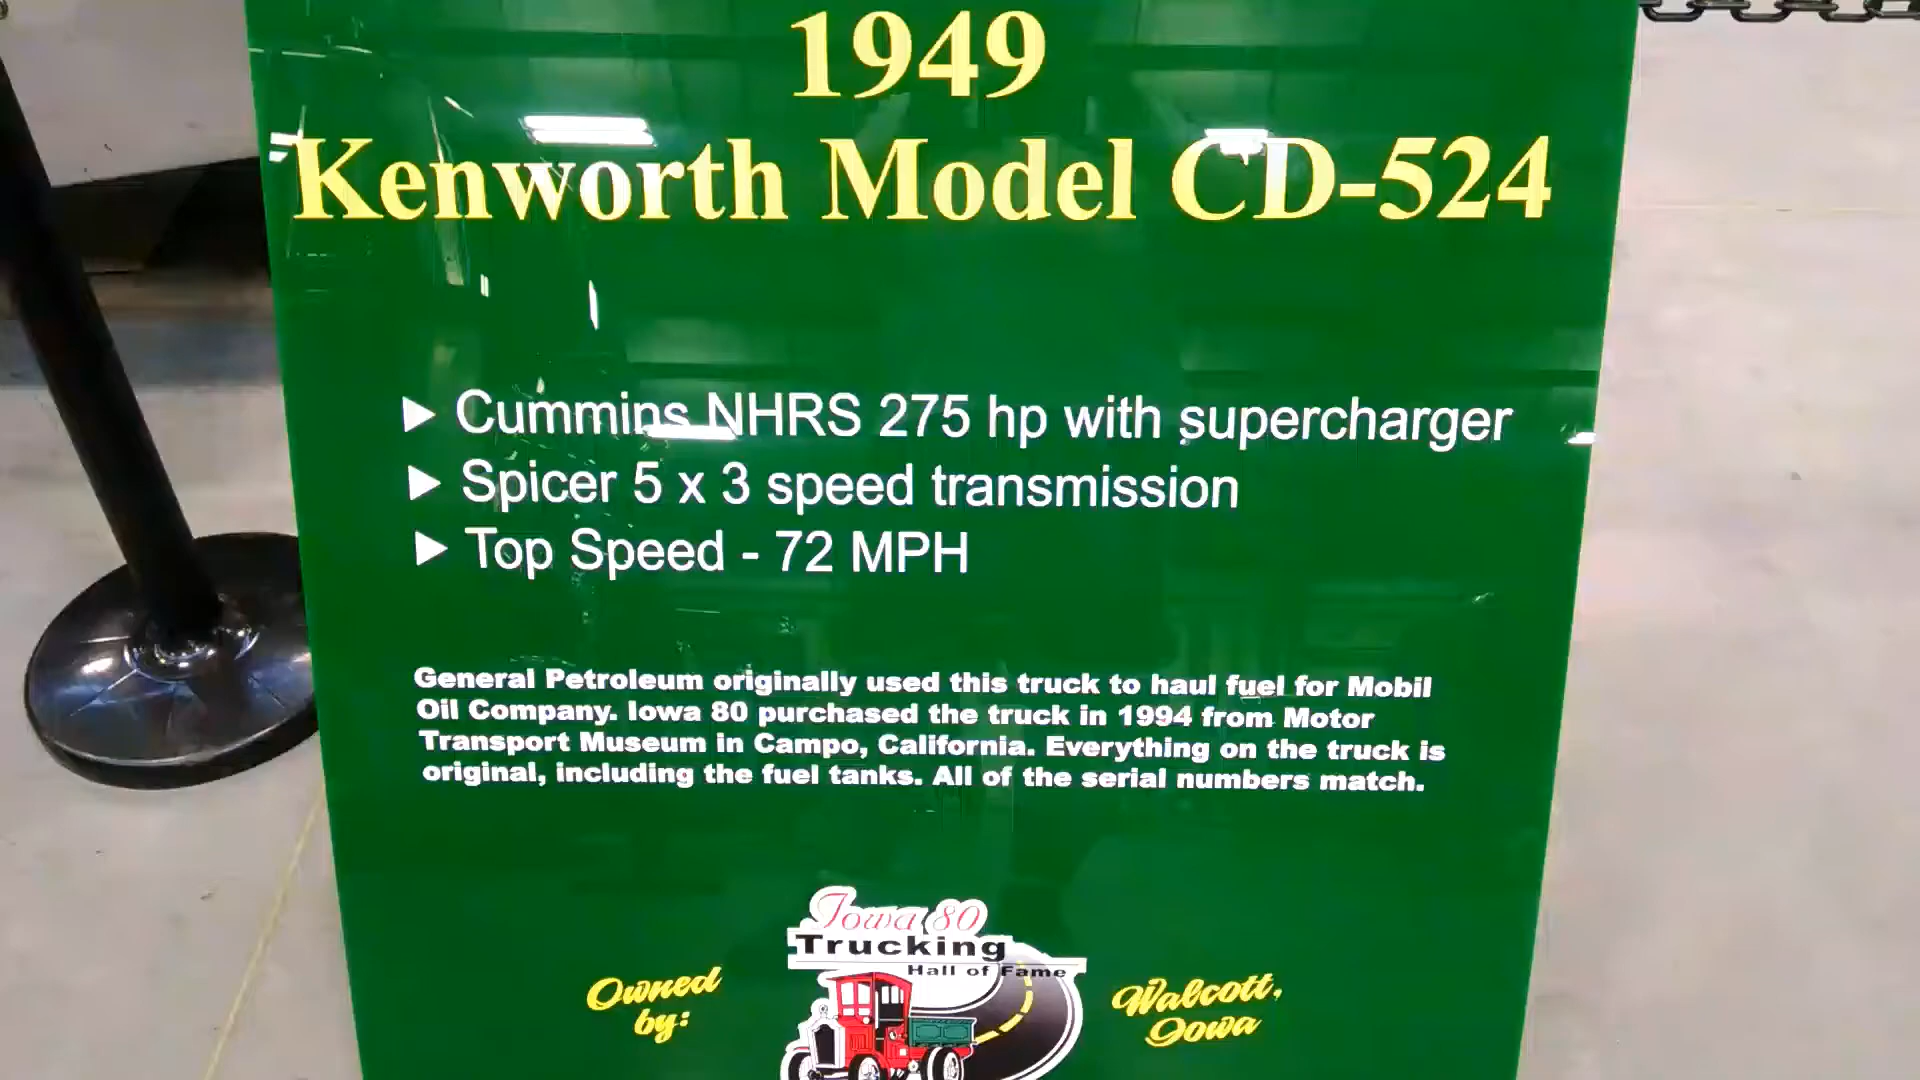 1949
Kenworth Model CD-524
► Cummins NHRS 275 hp with supercharger
► Spicer 5 x 3 speed transmission
► Top Speed - 72 MPH
General Petroleum originally used this truck to haul fuel for Mobil
Oil Company. Iowa 80 purchased the truck in 1994 from Motor
Transport Museum in Campo, California. Everything on the truck is
original, including the fuel tanks. All of the serial numbers match.
Iowa 80
Trucking
Hall of Fame
Owned
by:
Walcott,
Iowa